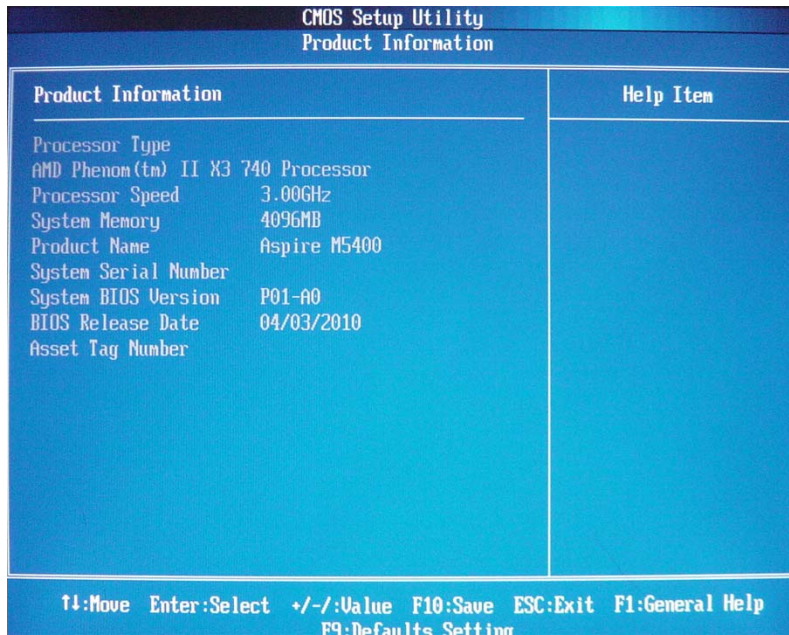 CMOS Setup Utility
Product Information
Product Information
Help Item
Processor Type
AMD Phenom(tm) II X3 740 Processor
Processor Speed 3.00GHz
System Memory 4096MB
Product Name Aspire M5400
System Serial Number
System BIOS Version P01-A0
BIOS Release Date 04/03/2010
Asset Tag Number
↑↓:Move Enter:Select +/-/:Value F10:Save ESC:Exit F1:General Help
F9:Defaults Setting